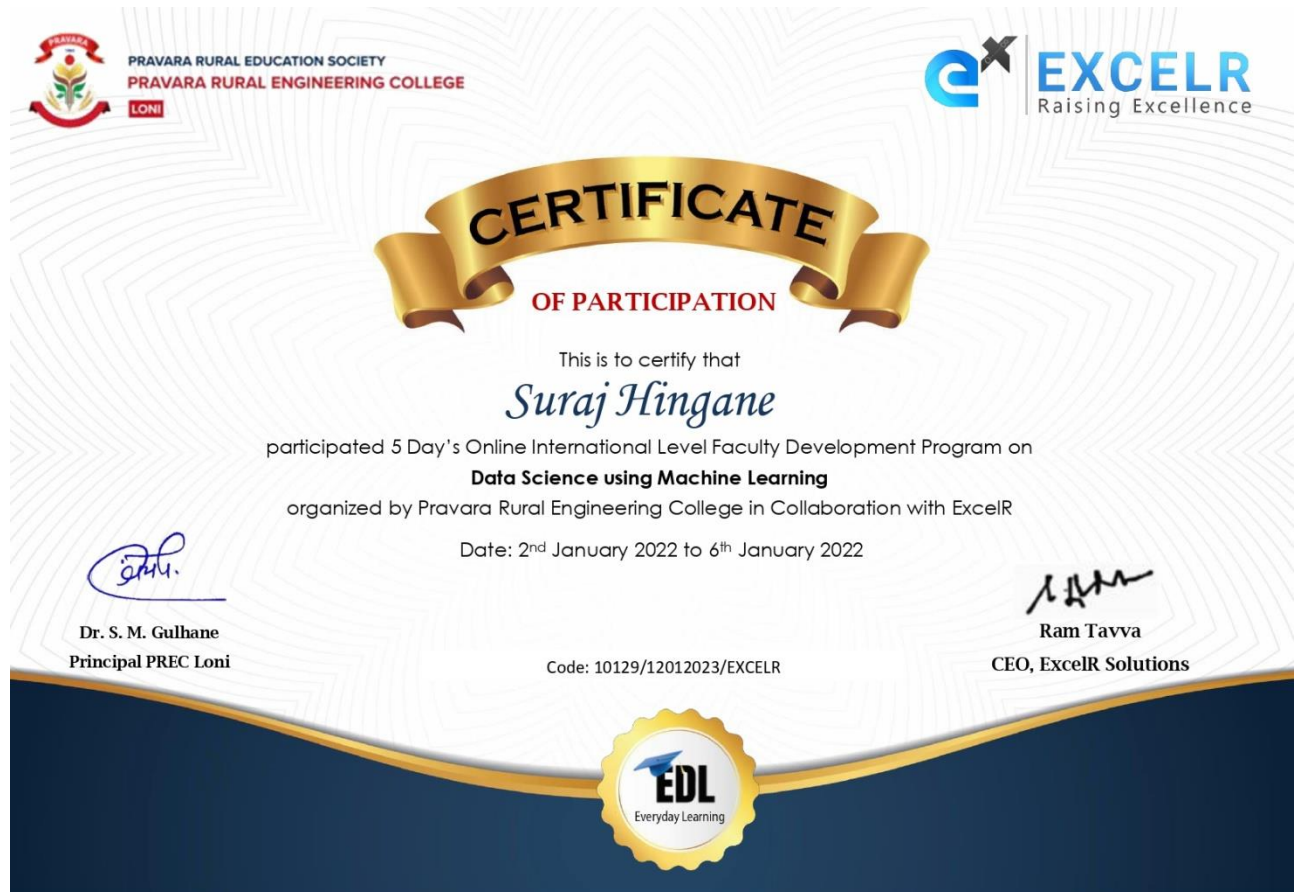 PRAVARA
PRAVARA RURAL EDUCATION SOCIETY
PRAVARA RURAL ENGINEERING COLLEGE
LONI
ex EXCELR
Raising Excellence
CERTIFICATE
OF PARTICIPATION
This is to certify that
Suraj Hingane
participated 5 Day's Online International Level Faculty Development Program on
Data Science using Machine Learning
organized by Pravara Rural Engineering College in Collaboration with ExcelR
Date: 2nd January 2022 to 6th January 2022
Dr. S. M. Gulhane
Principal PREC Loni
Code: 10129/12012023/EXCELR
Ram Tavva
CEO, ExcelR Solutions
EDL
Everyday Learning